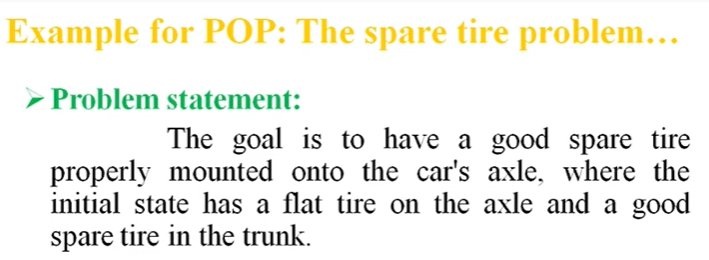 Example for POP: The spare tire problem…
➢ Problem statement:
The goal is to have a good spare tire
properly mounted onto the car's axle, where the
initial state has a flat tire on the axle and a good
spare tire in the trunk.